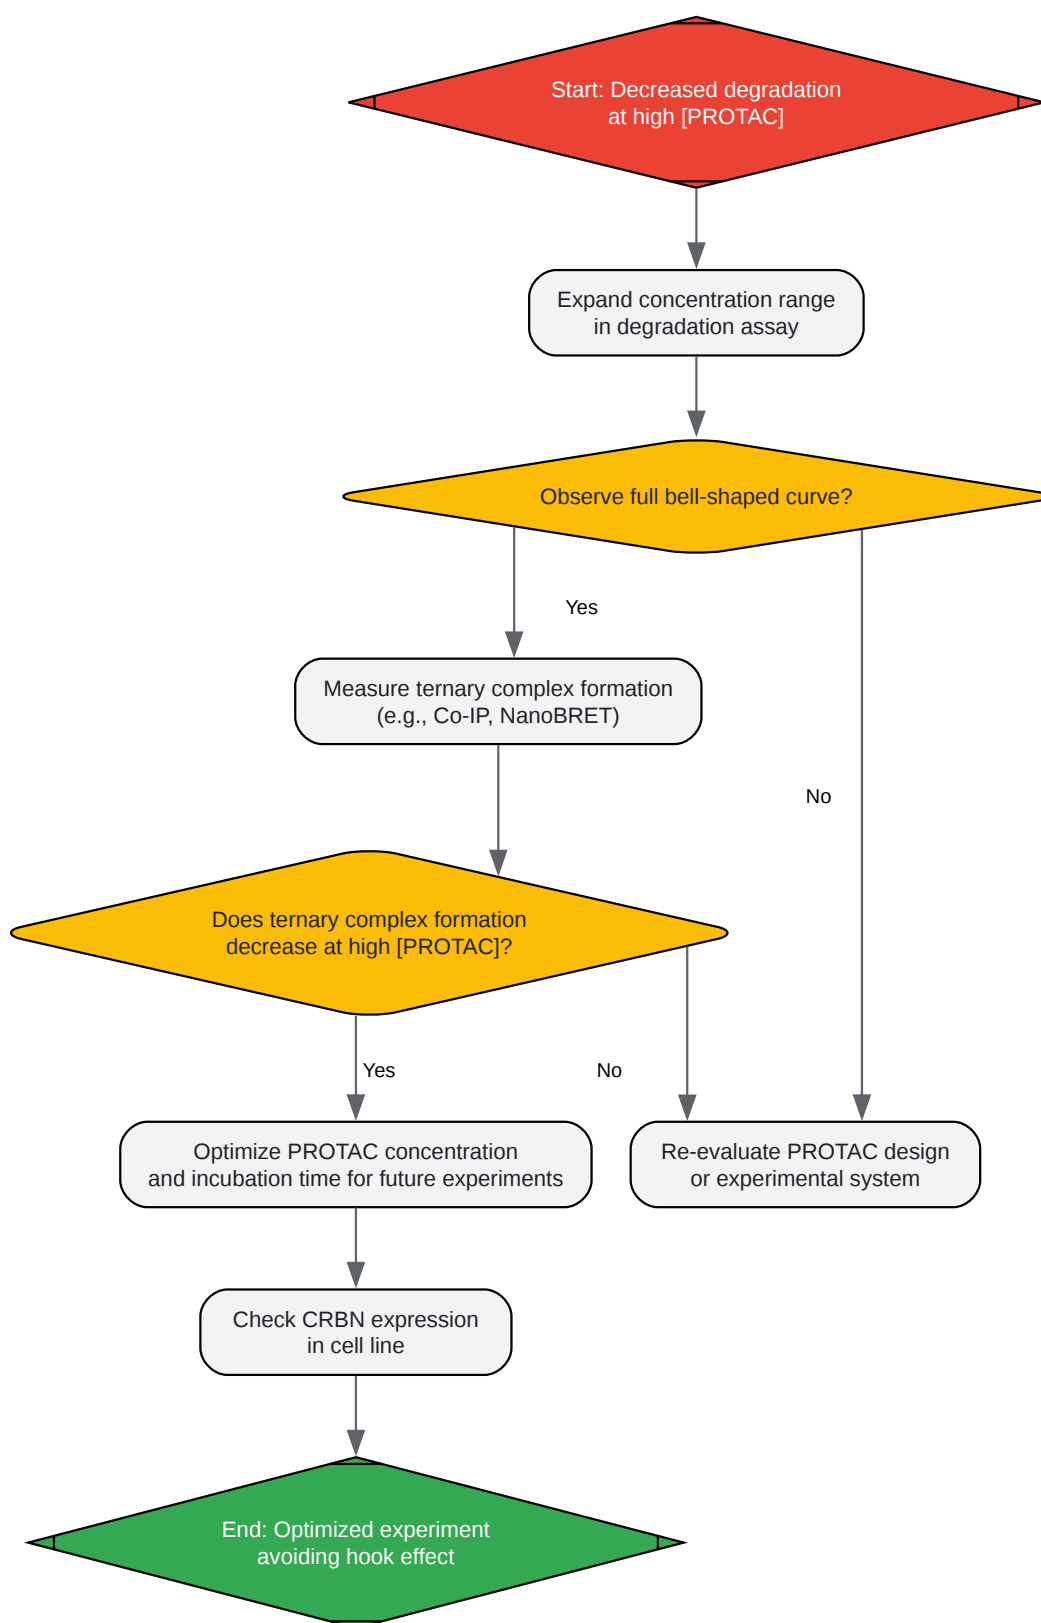 Start: Decreased degradation
at high [PROTAC]
Expand concentration range
in degradation assay
Observe full bell-shaped curve?
Yes
Measure ternary complex formation
(e.g., Co-IP, NanoBRET)
No
Does ternary complex formation
decrease at high [PROTAC]?
Yes
No
Optimize PROTAC concentration
and incubation time for future experiments
Re-evaluate PROTAC design
or experimental system
Check CRBN expression
in cell line
End: Optimized experiment
avoiding hook effect